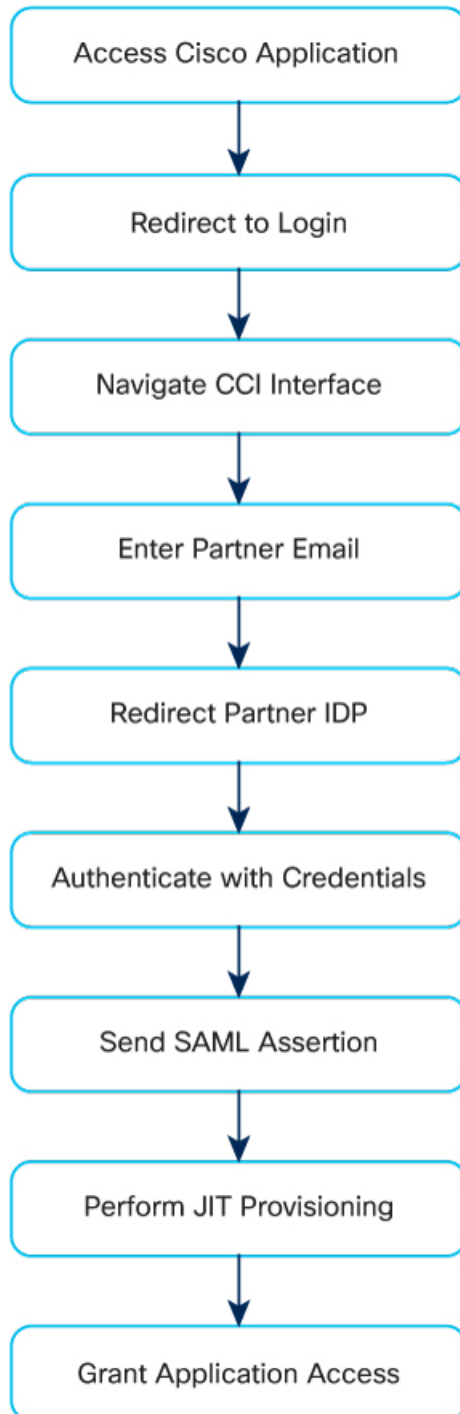 Access Cisco Application
Redirect to Login
Navigate CCI Interface
Enter Partner Email
Redirect Partner IDP
Authenticate with Credentials
Send SAML Assertion
Perform JIT Provisioning
Grant Application Access